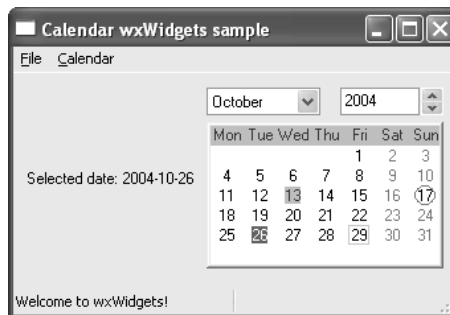 Calendar wxWidgets sample
File Calendar
October 2004
Mon Tue Wed Thu Fri Sat Sun
1 2 3
4 5 6 7 8 9 10
11 12 13 14 15 16 17
18 19 20 21 22 23 24
25 26 27 28 29 30 31
Selected date: 2004-10-26
Welcome to wxWidgets!